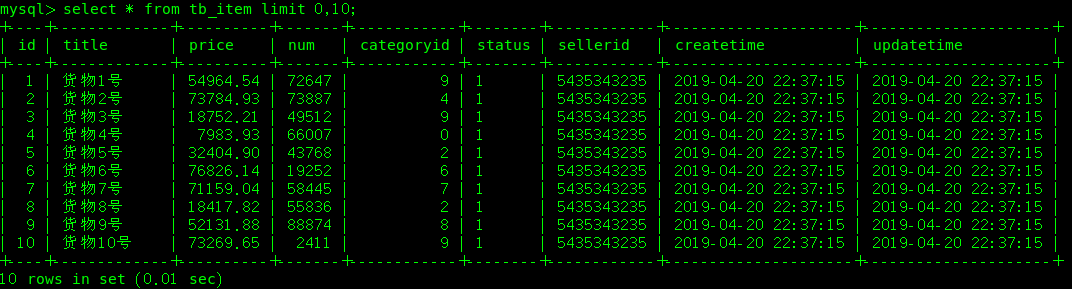 mysql> select * from tb_item limit 0,10;
+----+---------+----------+-------+------------+--------+------------+---------------------+---------------------+
| id | title | price | num | categoryid | status | sellerid | createtime | updatetime |
+----+---------+----------+-------+------------+--------+------------+---------------------+---------------------+
| 1 | 货物1号 | 54964.54 | 72647 | 9 | 1 | 5435343235 | 2019-04-20 22:37:15 | 2019-04-20 22:37:15 |
| 2 | 货物2号 | 73784.93 | 73887 | 4 | 1 | 5435343235 | 2019-04-20 22:37:15 | 2019-04-20 22:37:15 |
| 3 | 货物3号 | 18752.21 | 49512 | 9 | 1 | 5435343235 | 2019-04-20 22:37:15 | 2019-04-20 22:37:15 |
| 4 | 货物4号 | 7983.93 | 66007 | 0 | 1 | 5435343235 | 2019-04-20 22:37:15 | 2019-04-20 22:37:15 |
| 5 | 货物5号 | 32404.90 | 43768 | 2 | 1 | 5435343235 | 2019-04-20 22:37:15 | 2019-04-20 22:37:15 |
| 6 | 货物6号 | 76826.14 | 19252 | 6 | 1 | 5435343235 | 2019-04-20 22:37:15 | 2019-04-20 22:37:15 |
| 7 | 货物7号 | 71159.04 | 58445 | 7 | 1 | 5435343235 | 2019-04-20 22:37:15 | 2019-04-20 22:37:15 |
| 8 | 货物8号 | 18417.82 | 55836 | 2 | 1 | 5435343235 | 2019-04-20 22:37:15 | 2019-04-20 22:37:15 |
| 9 | 货物9号 | 52131.88 | 88874 | 8 | 1 | 5435343235 | 2019-04-20 22:37:15 | 2019-04-20 22:37:15 |
| 10 | 货物10号 | 73269.65 | 2411 | 9 | 1 | 5435343235 | 2019-04-20 22:37:15 | 2019-04-20 22:37:15 |
+----+---------+----------+-------+------------+--------+------------+---------------------+---------------------+
10 rows in set (0.01 sec)